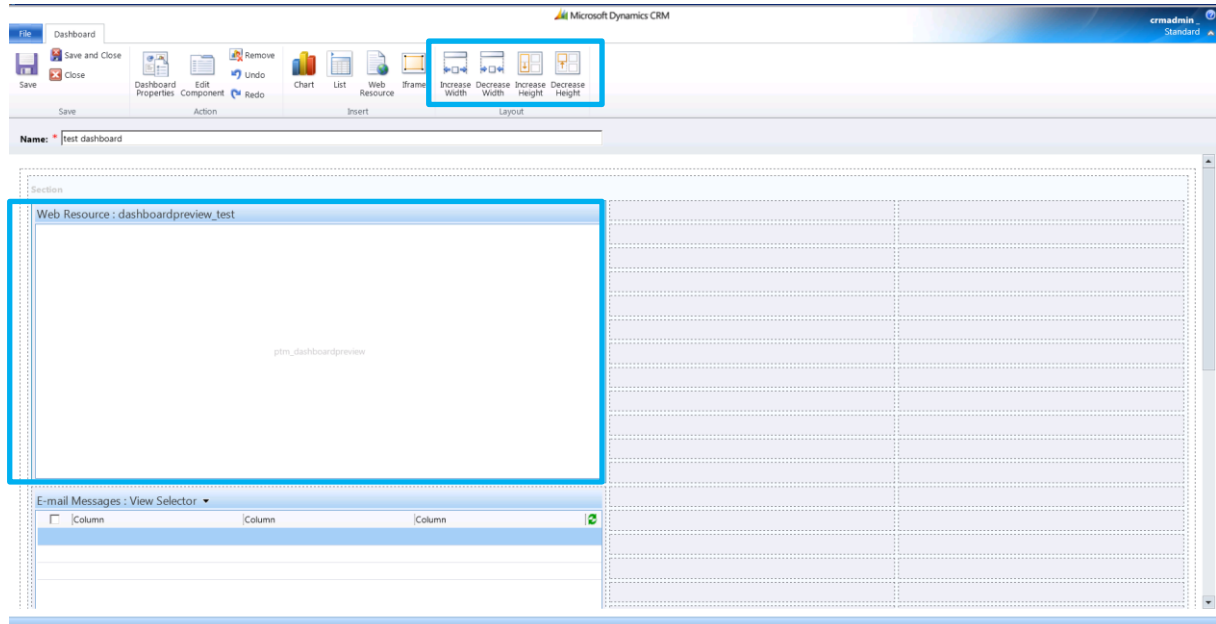 Microsoft Dynamics CRM
crmadmin_
Standard
File
Dashboard
Save
Save and Close
Close
Dashboard Properties
Edit Component
Remove
Undo
Redo
Chart
List
Web Resource
Iframe
Increase Width
Decrease Width
Increase Height
Decrease Height
Save
Action
Insert
Layout
Name: * test dashboard
Section
Web Resource : dashboardpreview_test
ptm_dashboardpreview
E-mail Messages : View Selector
Column Column Column